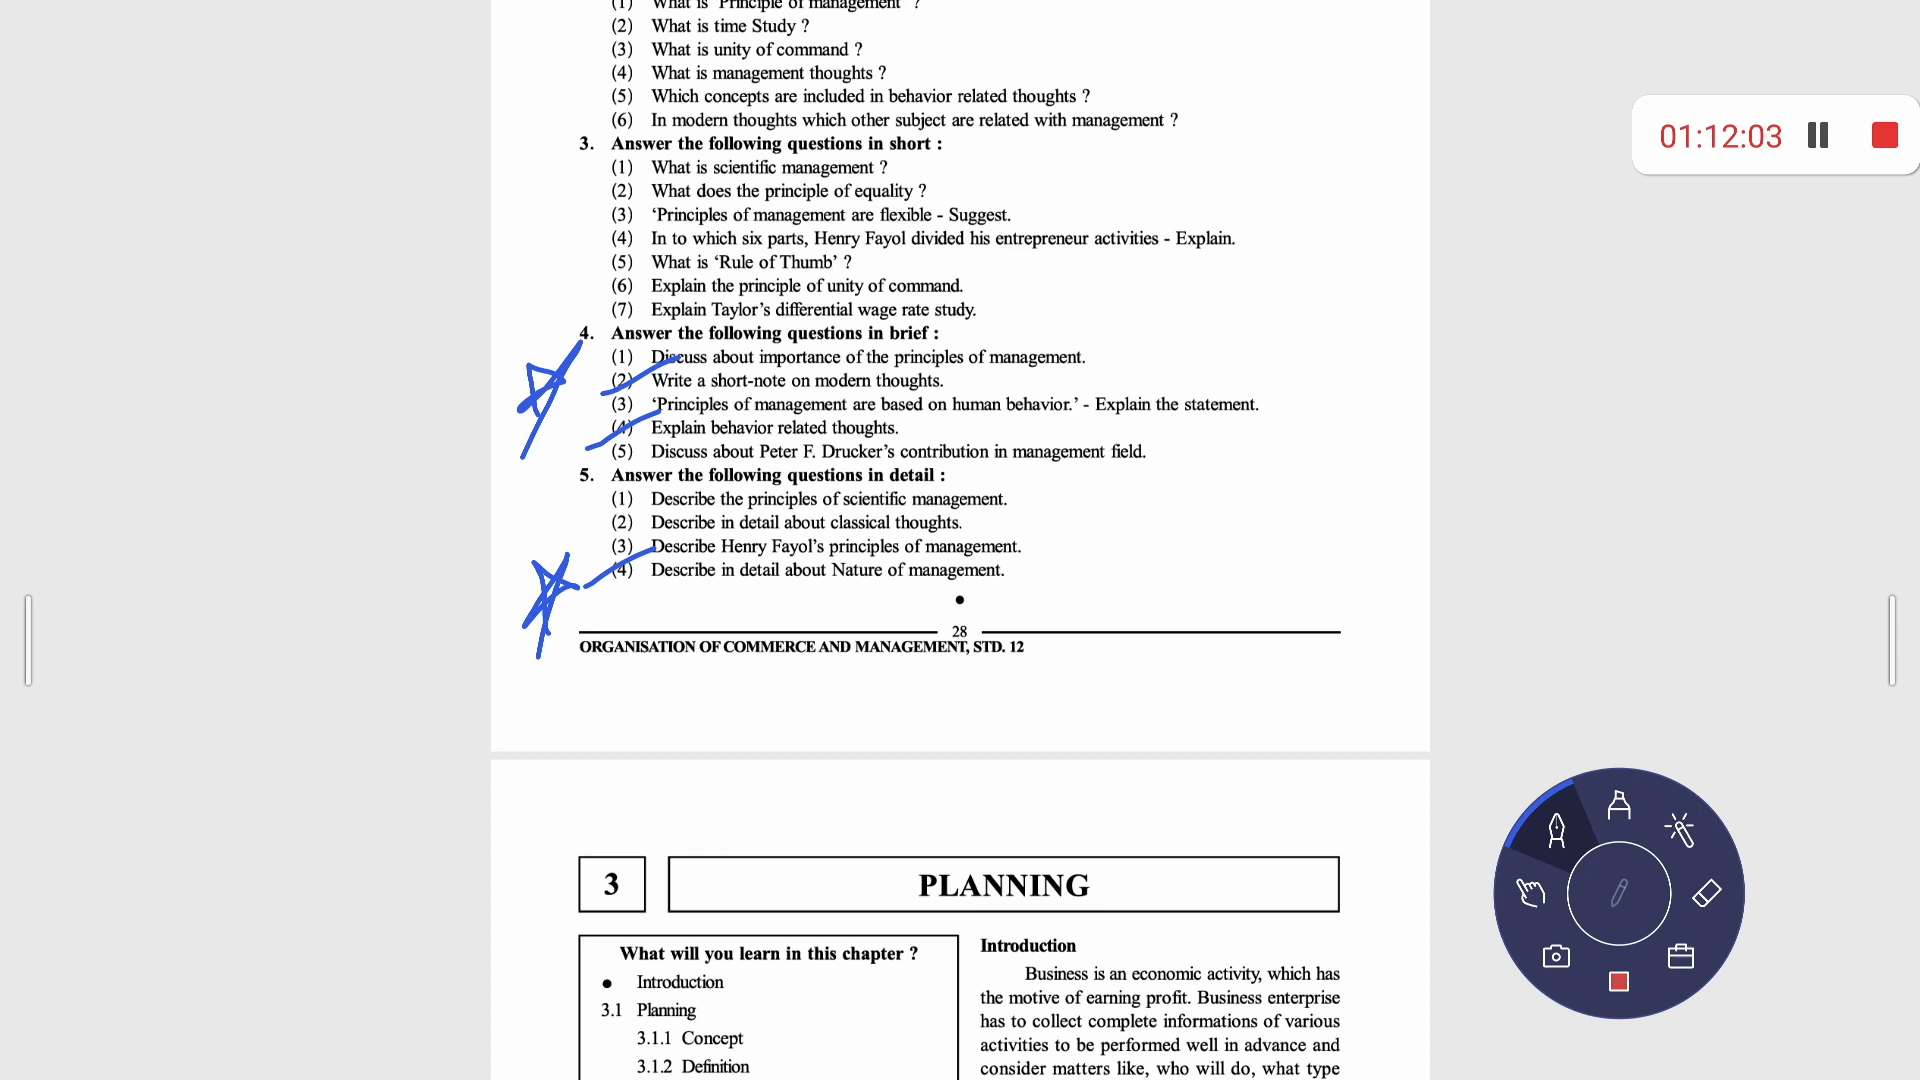 (1) What is 'Principle of management' ?
(2) What is time Study ?
(3) What is unity of command ?
(4) What is management thoughts ?
(5) Which concepts are included in behavior related thoughts ?
(6) In modern thoughts which other subject are related with management ?
3. Answer the following questions in short :
(1) What is scientific management ?
(2) What does the principle of equality ?
(3) ‘Principles of management are flexible - Suggest.
(4) In to which six parts, Henry Fayol divided his entrepreneur activities - Explain.
(5) What is ‘Rule of Thumb’ ?
(6) Explain the principle of unity of command.
(7) Explain Taylor’s differential wage rate study.
4. Answer the following questions in brief :
(1) Discuss about importance of the principles of management.
(2) Write a short-note on modern thoughts.
(3) ‘Principles of management are based on human behavior.’ - Explain the statement.
(4) Explain behavior related thoughts.
(5) Discuss about Peter F. Drucker’s contribution in management field.
5. Answer the following questions in detail :
(1) Describe the principles of scientific management.
(2) Describe in detail about classical thoughts.
(3) Describe Henry Fayol’s principles of management.
(4) Describe in detail about Nature of management.
28
ORGANISATION OF COMMERCE AND MANAGEMENT, STD. 12
3 PLANNING
What will you learn in this chapter ?
● Introduction
3.1 Planning
3.1.1 Concept
3.1.2 Definition
Introduction
Business is an economic activity, which has
the motive of earning profit. Business enterprise
has to collect complete informations of various
activities to be performed well in advance and
consider matters like, who will do, what type
01:12:03